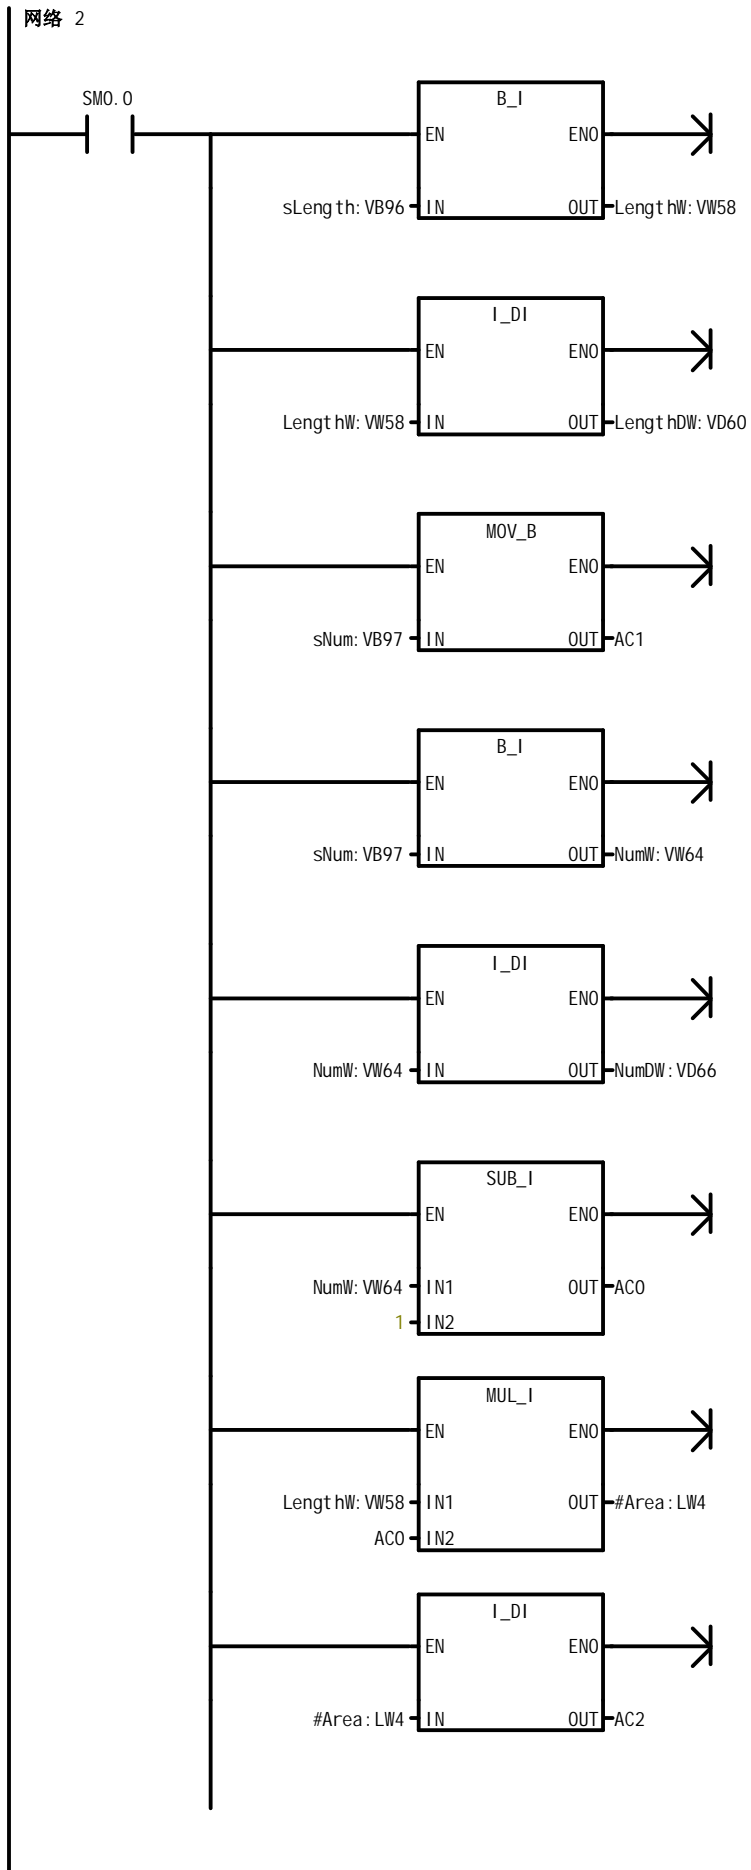 网络 2
SM0.0
B_I
EN ENO
sLength:VB96 IN OUT LengthW:VW58
I_DI
EN ENO
LengthW:VW58 IN OUT LengthDW:VD60
MOV_B
EN ENO
sNum:VB97 IN OUT AC1
B_I
EN ENO
sNum:VB97 IN OUT NumW:VW64
I_DI
EN ENO
NumW:VW64 IN OUT NumDW:VD66
SUB_I
EN ENO
NumW:VW64 IN1 OUT AC0
1 IN2
MUL_I
EN ENO
LengthW:VW58 IN1 OUT #Area:LW4
AC0 IN2
I_DI
EN ENO
#Area:LW4 IN OUT AC2